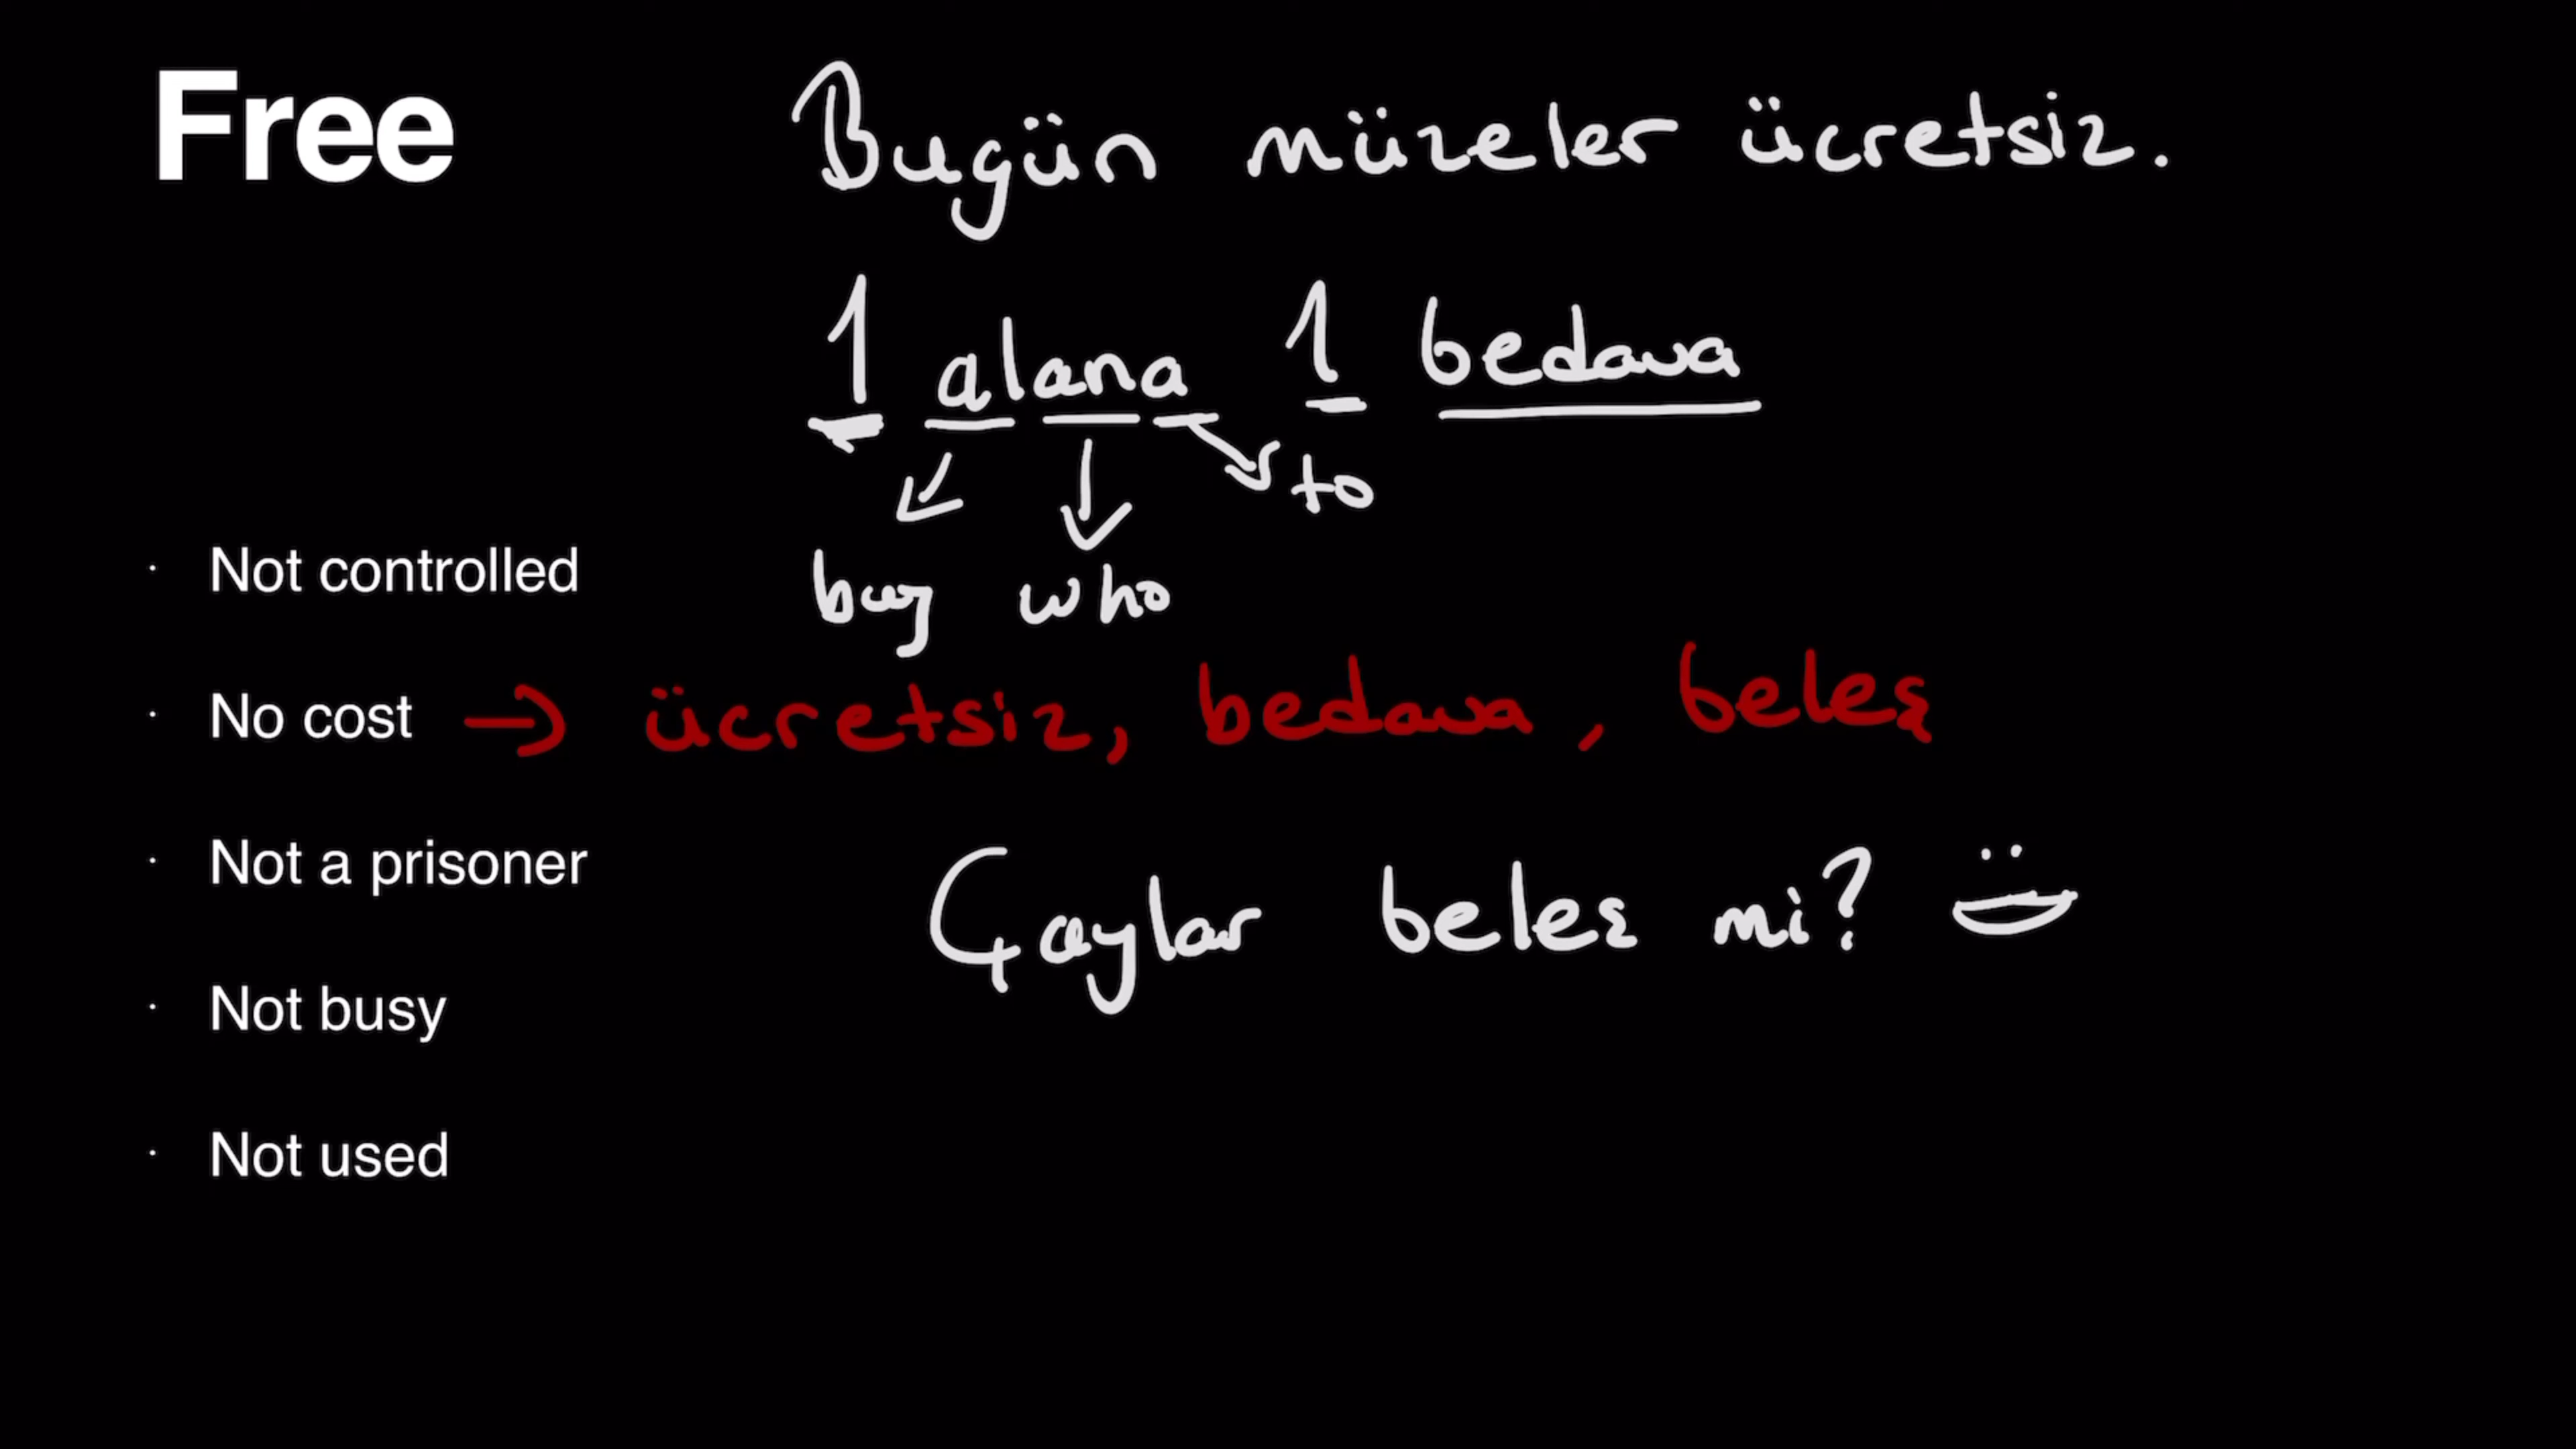 Free
Bugün müzeler ücretsiz.
1 alana 1 bedava
to
buy who
· Not controlled
· No cost → ücretsiz, bedava, beleş
· Not a prisoner
Çaylar beleş mi?
· Not busy
· Not used